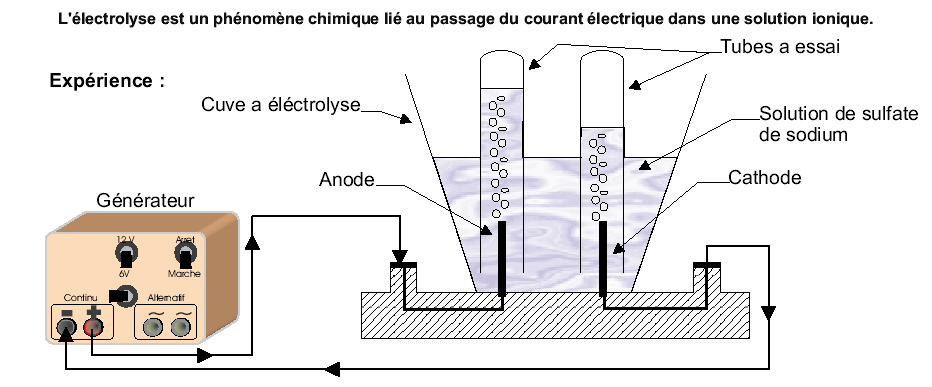 L'électrolyse est un phénomène chimique lié au passage du courant électrique dans une solution ionique.
Tubes a essai
Expérience :
Cuve a éléctrolyse
Solution de sulfate
de sodium
Anode
Cathode
Générateur
12 V
Arret
6V
Marche
Continu
Alternatif
- +
~ ~